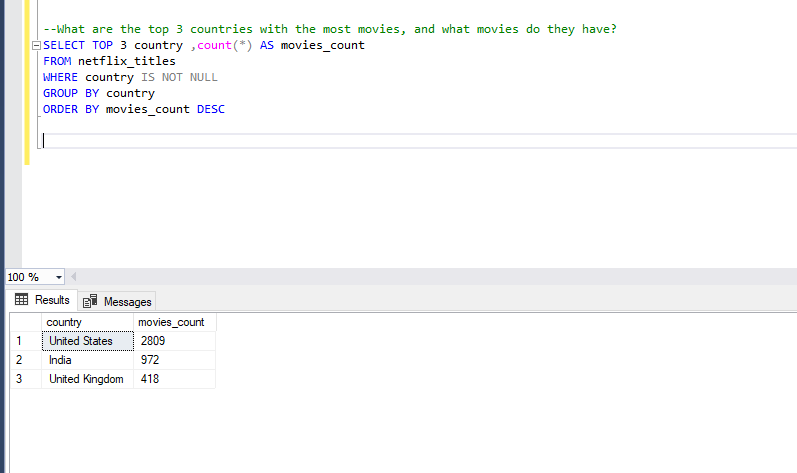 --What are the top 3 countries with the most movies, and what movies do they have?
SELECT TOP 3 country ,count(*) AS movies_count
FROM netflix_titles
WHERE country IS NOT NULL
GROUP BY country
ORDER BY movies_count DESC
100 %
Results Messages
country movies_count
1 United States 2809
2 India 972
3 United Kingdom 418